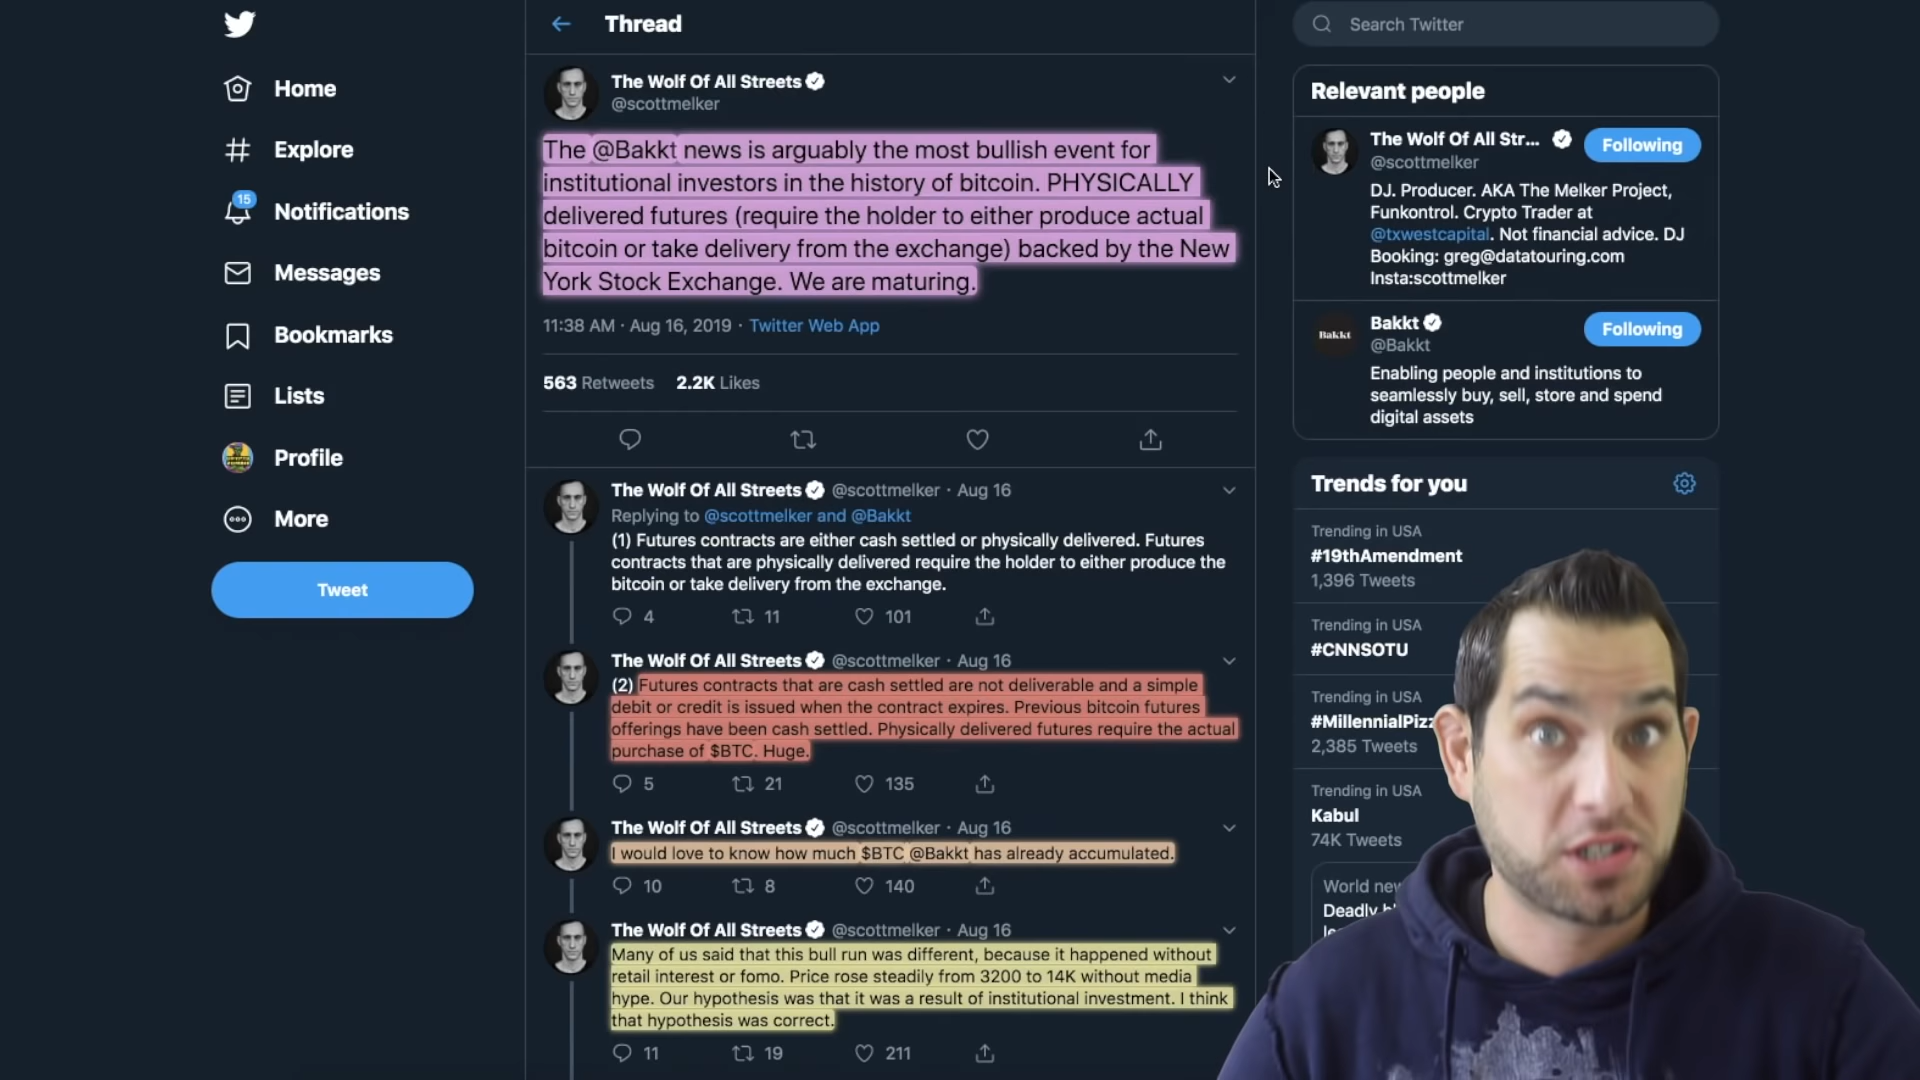 Home
Explore
15
Notifications
Messages
Bookmarks
Lists
Profile
More
Tweet
Thread
The Wolf Of All Streets
@scottmelker
The @Bakkt news is arguably the most bullish event for
institutional investors in the history of bitcoin. PHYSICALLY
delivered futures (require the holder to either produce actual
bitcoin or take delivery from the exchange) backed by the New
York Stock Exchange. We are maturing.
11:38 AM · Aug 16, 2019 · Twitter Web App
563 Retweets 2.2K Likes
The Wolf Of All Streets @scottmelker · Aug 16
Replying to @scottmelker and @Bakkt
(1) Futures contracts are either cash settled or physically delivered. Futures
contracts that are physically delivered require the holder to either produce the
bitcoin or take delivery from the exchange.
4 11 101
The Wolf Of All Streets @scottmelker · Aug 16
(2) Futures contracts that are cash settled are not deliverable and a simple
debit or credit is issued when the contract expires. Previous bitcoin futures
offerings have been cash settled. Physically delivered futures require the actual
purchase of $BTC. Huge.
5 21 135
The Wolf Of All Streets @scottmelker · Aug 16
I would love to know how much $BTC @Bakkt has already accumulated.
10 8 140
The Wolf Of All Streets @scottmelker · Aug 16
Many of us said that this bull run was different, because it happened without
retail interest or fomo. Price rose steadily from 3200 to 14K without media
hype. Our hypothesis was that it was a result of institutional investment. I think
that hypothesis was correct.
11 19 211
Search Twitter
Relevant people
The Wolf Of All Str... Following
@scottmelker
DJ. Producer. AKA The Melker Project,
Funkontrol. Crypto Trader at
@txwestcapital. Not financial advice. DJ
Booking: greg@datatouring.com
Insta:scottmelker
Bakkt
Bakkt Following
@Bakkt
Enabling people and institutions to
seamlessly buy, sell, store and spend
digital assets
Trends for you
Trending in USA
#19thAmendment
1,396 Tweets
Trending in USA
#CNNSOTU
Trending in USA
#MillennialPizz
2,385 Tweets
Trending in USA
Kabul
74K Tweets
World new
Deadly